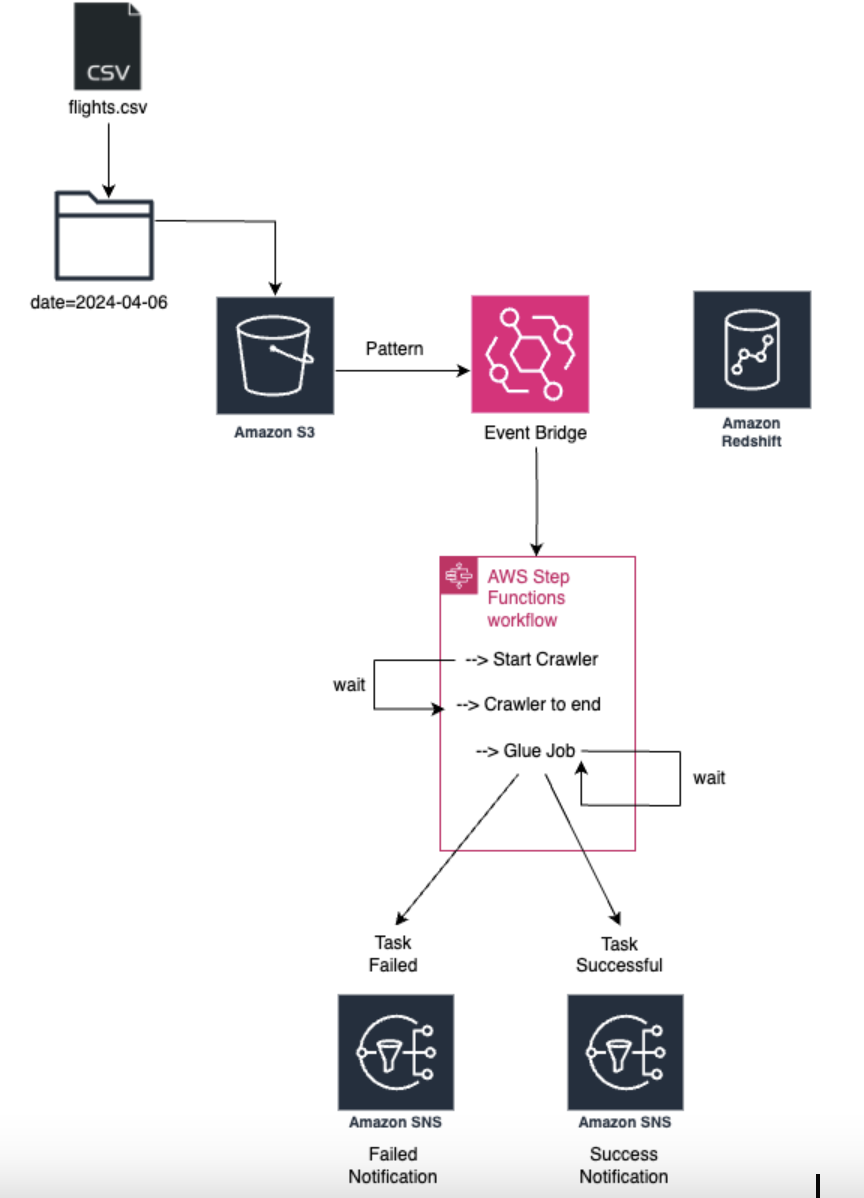 CSV
flights.csv
date=2024-04-06
Amazon S3
Pattern
Event Bridge
Amazon
Redshift
AWS Step
Functions
workflow
--> Start Crawler
wait
--> Crawler to end
--> Glue Job
wait
Task
Failed
Task
Successful
Amazon SNS
Amazon SNS
Failed
Notification
Success
Notification